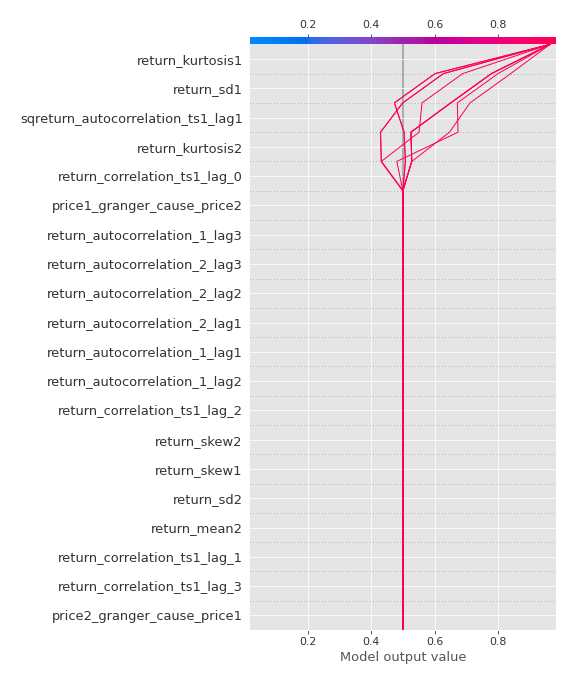 0.2 0.4 0.6 0.8
return_kurtosis1
return_sd1
sqreturn_autocorrelation_ts1_lag1
return_kurtosis2
return_correlation_ts1_lag_0
price1_granger_cause_price2
return_autocorrelation_1_lag3
return_autocorrelation_2_lag3
return_autocorrelation_2_lag2
return_autocorrelation_2_lag1
return_autocorrelation_1_lag1
return_autocorrelation_1_lag2
return_correlation_ts1_lag_2
return_skew2
return_skew1
return_sd2
return_mean2
return_correlation_ts1_lag_1
return_correlation_ts1_lag_3
price2_granger_cause_price1
0.2 0.4 0.6 0.8
Model output value